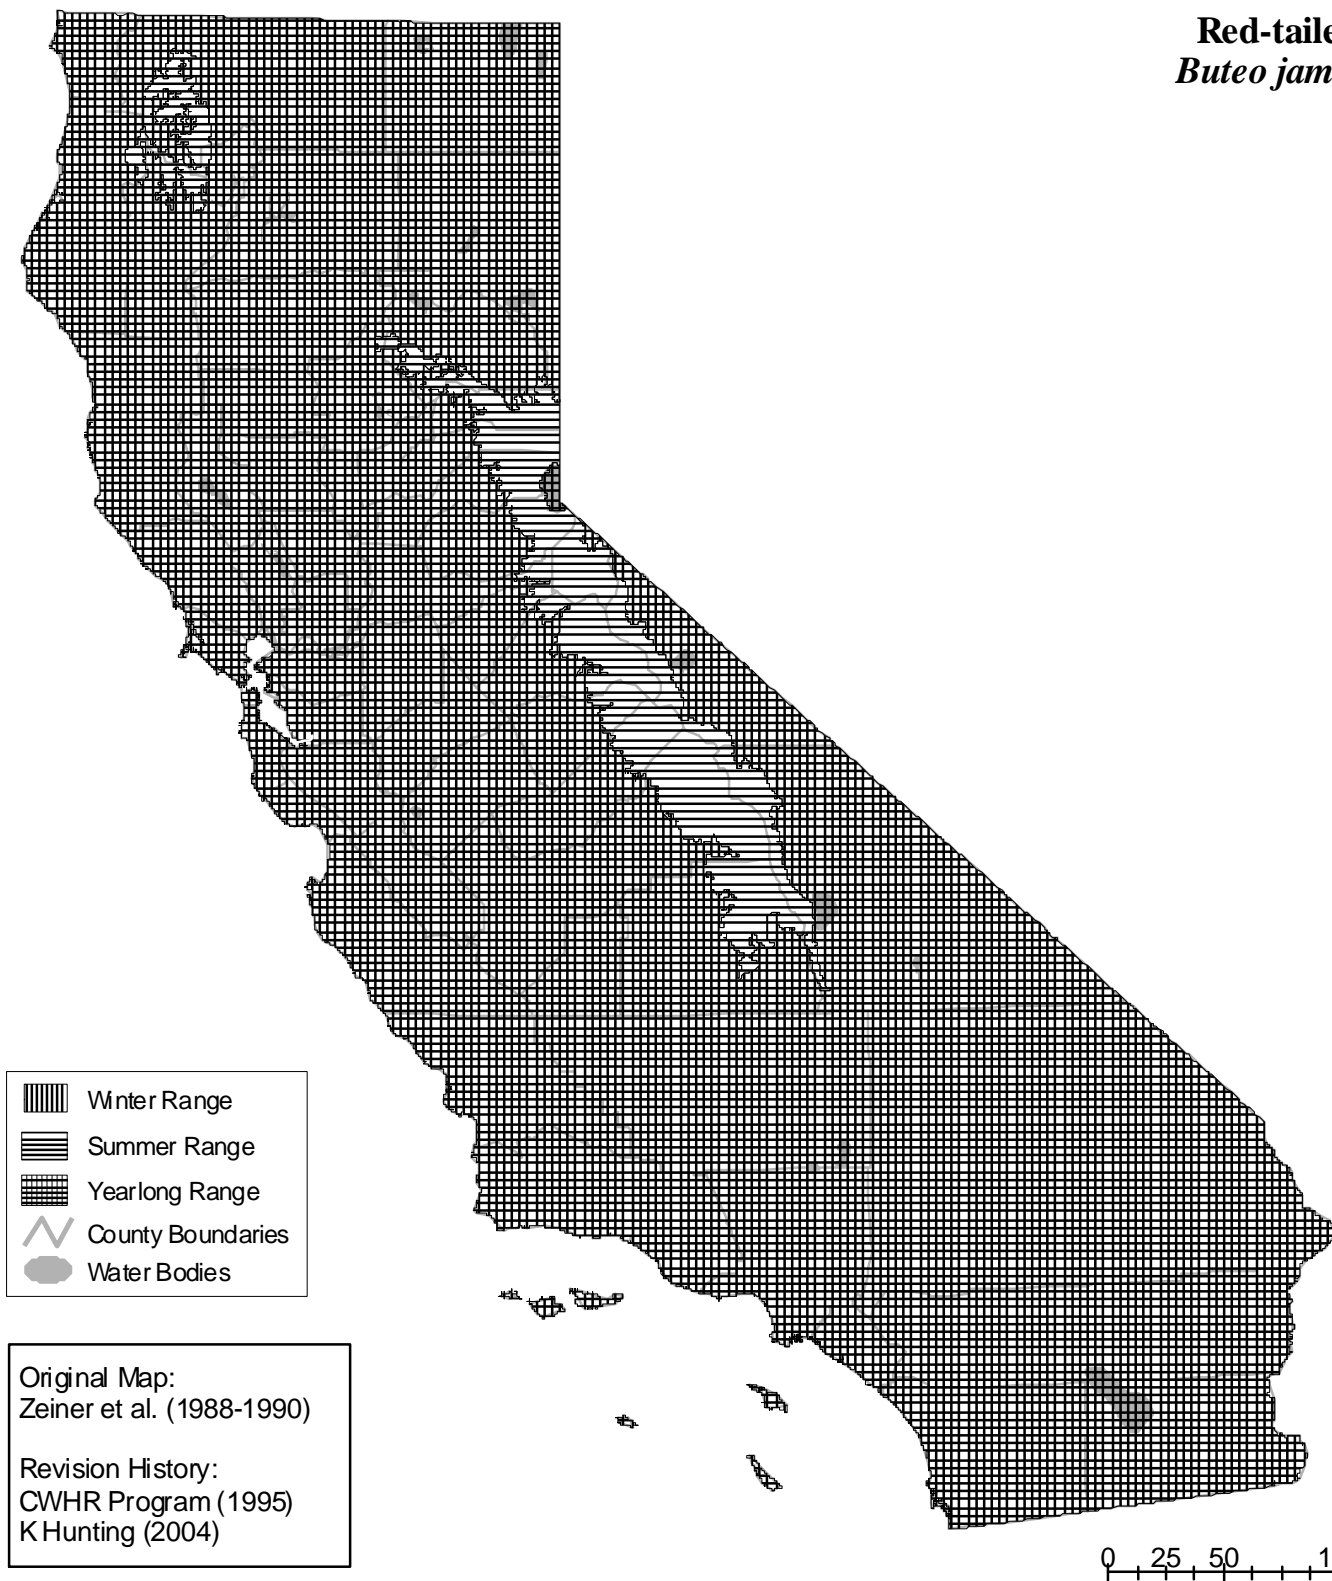 Red-taile
Buteo jam
Winter Range
Summer Range
Yearlong Range
County Boundaries
Water Bodies
Original Map:
Zeiner et al. (1988-1990)
Revision History:
CWHR Program (1995)
K Hunting (2004)
0 25 50 1